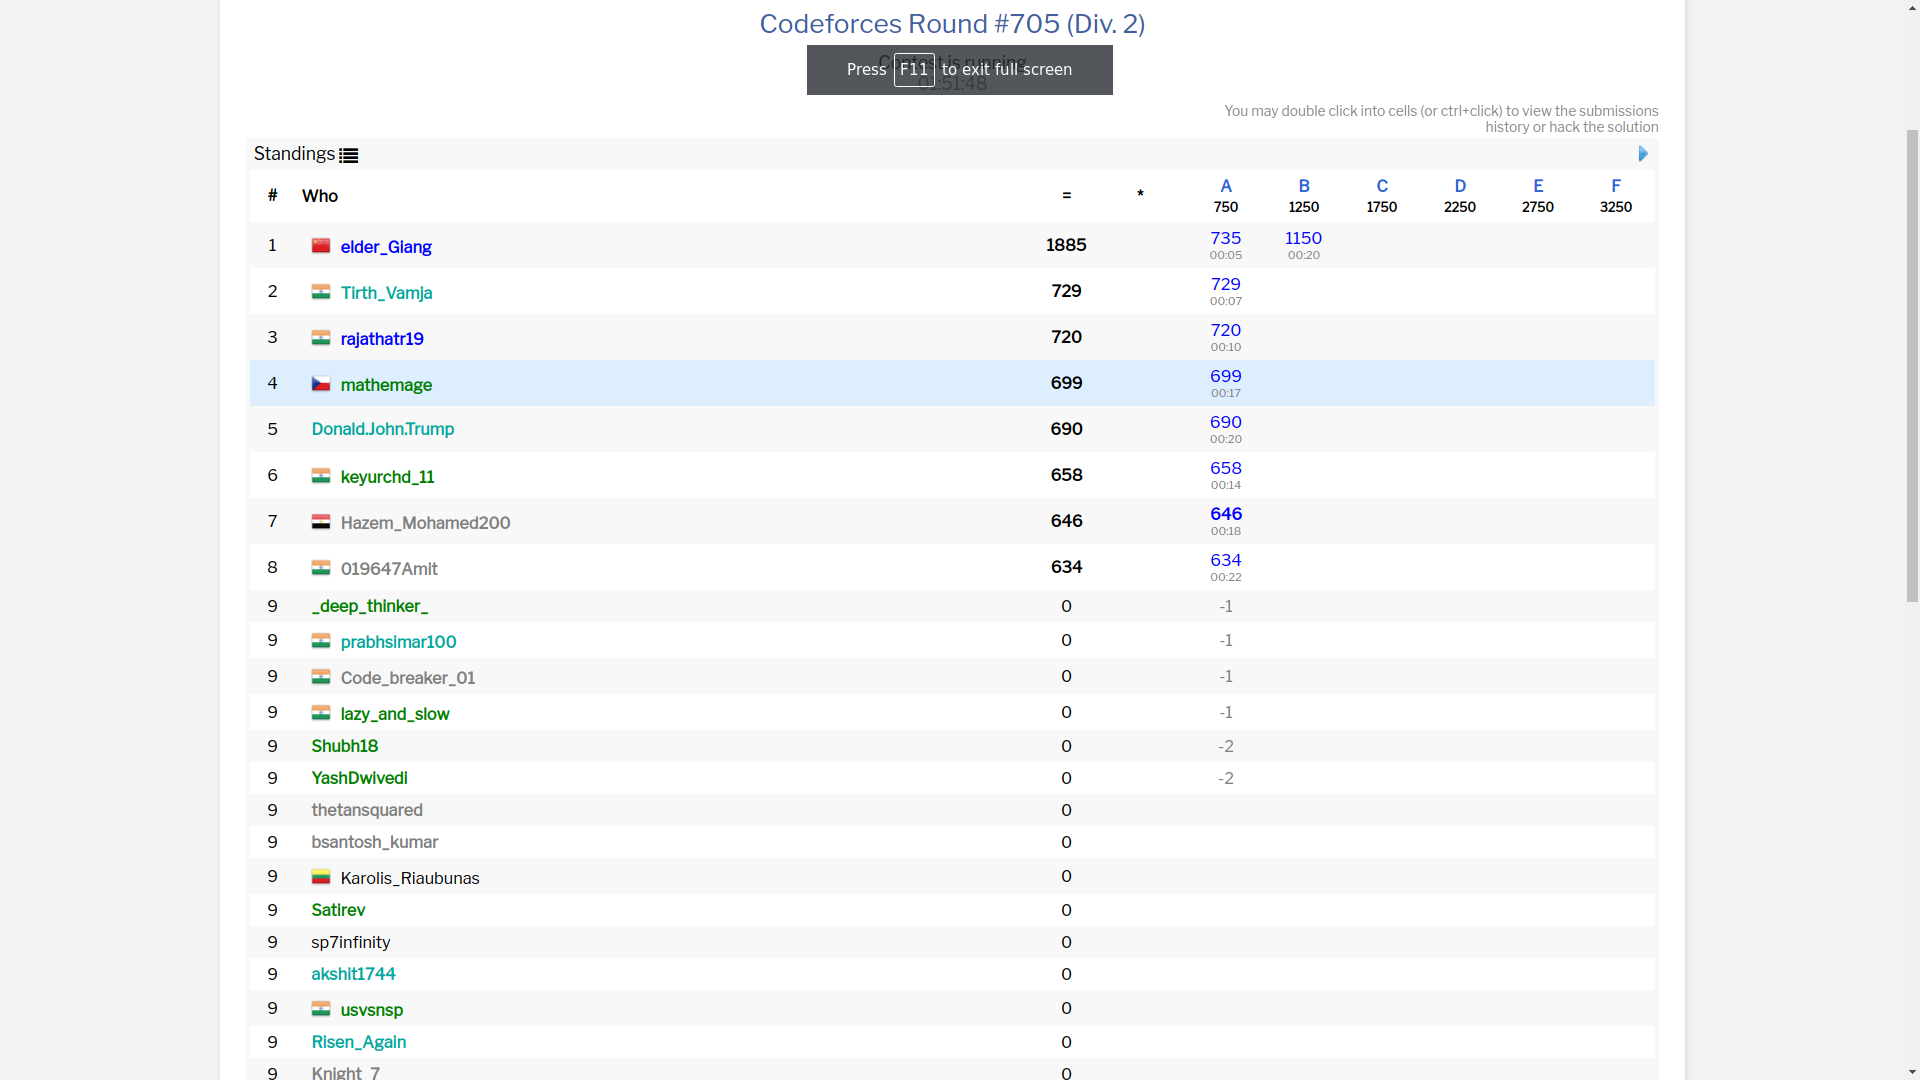 Codeforces Round #705 (Div. 2)
Contest is running
Press F11 to exit full screen
You may double click into cells (or ctrl+click) to view the submissions
history or hack the solution
Standings
# Who = * A B C D E F
750 1250 1750 2250 2750 3250
1 elder_Giang 1885 735 1150
00:05 00:20
2 Tirth_Vamja 729 729
00:07
3 rajathatr19 720 720
00:10
4 mathemage 699 699
00:17
5 Donald.John.Trump 690 690
00:20
6 keyurchd_11 658 658
00:14
7 Hazem_Mohamed200 646 646
00:18
8 019647Amit 634 634
00:22
9 _deep_thinker_ 0 -1
9 prabhsimar100 0 -1
9 Code_breaker_01 0 -1
9 lazy_and_slow 0 -1
9 Shubh18 0 -2
9 YashDwivedi 0 -2
9 thetansquared 0
9 bsantosh_kumar 0
9 Karolis_Riaubunas 0
9 Satirev 0
9 sp7infinity 0
9 akshit1744 0
9 usvsnsp 0
9 Risen_Again 0
9 Knight_7 0